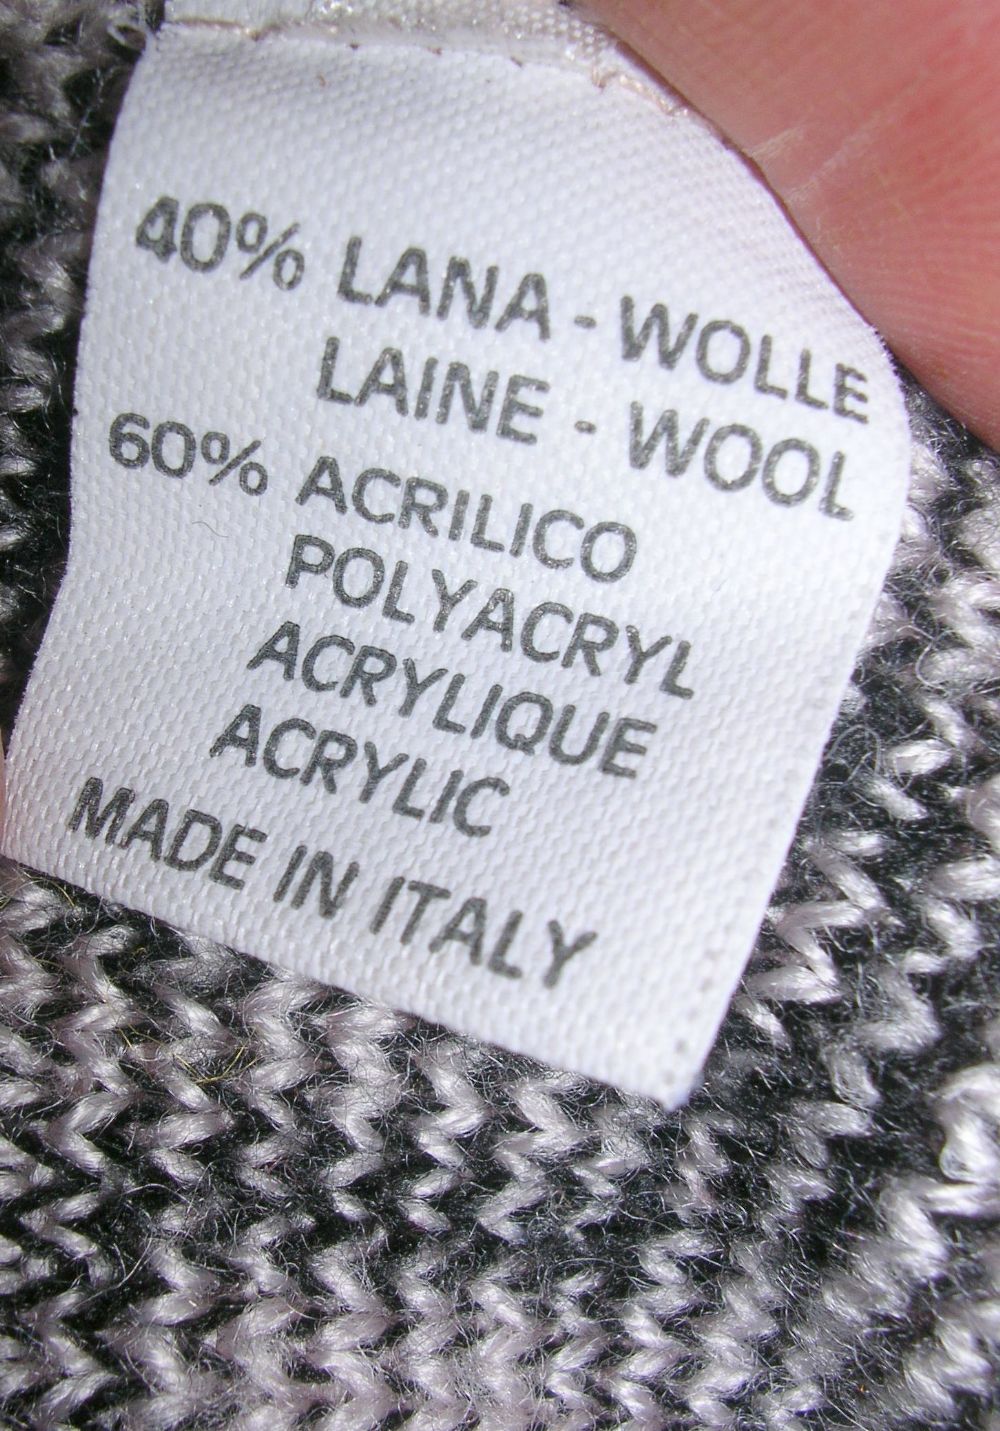 40% LANA - WOLLE
LAINE - WOOL
60% ACRILICO
POLYACRYL
ACRYLIQUE
ACRYLIC
MADE IN ITALY